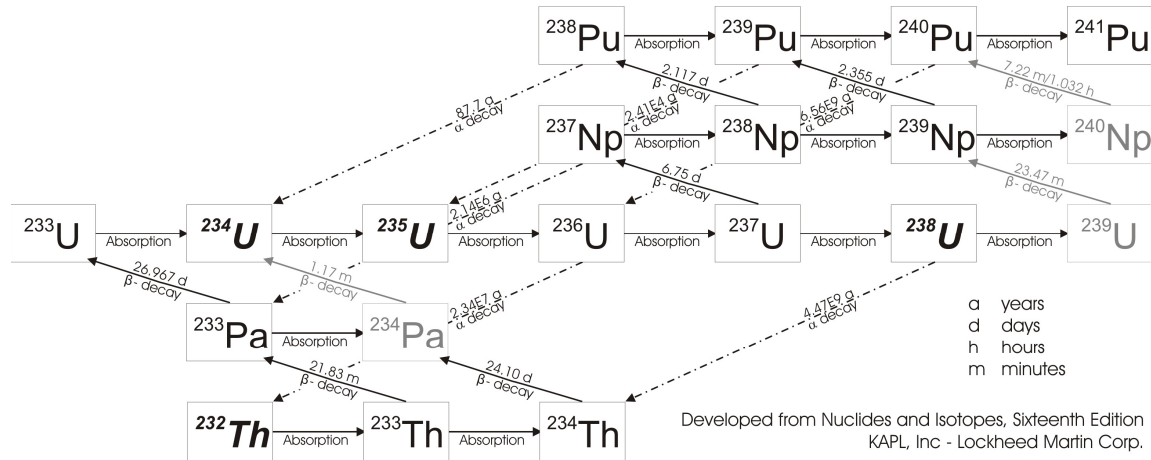 238Pu Absorption 239Pu Absorption 240Pu Absorption 241Pu
2.117 d
β- decay
2.355 d
β- decay
7.22 m/1.032 h
β- decay
87.7 a
α decay
2.41E4 a
α decay
6.56E9 a
α decay
237Np Absorption 238Np Absorption 239Np Absorption 240Np
6.75 d
β- decay
23.47 m
β- decay
2.14E6 a
α decay
233U Absorption 234U Absorption 235U Absorption 236U Absorption 237U Absorption 238U Absorption 239U
26.967 d
β- decay
1.17 m
β- decay
2.34E7 a
α decay
4.47E9 a
α decay
233Pa Absorption 234Pa
21.83 m
β- decay
24.10 d
β- decay
232Th Absorption 233Th Absorption 234Th
a years
d days
h hours
m minutes
Developed from Nuclides and Isotopes, Sixteenth Edition
KAPL, Inc - Lockheed Martin Corp.